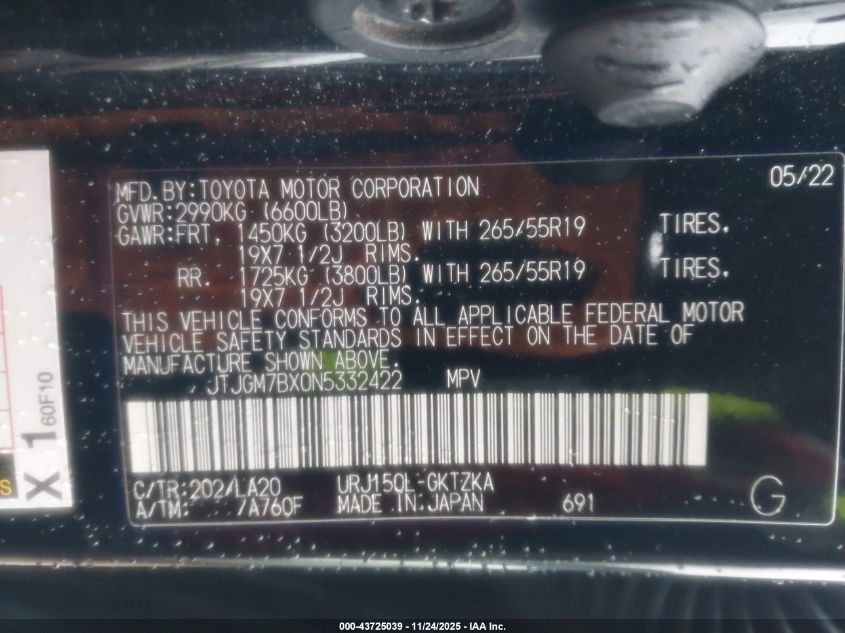 05/22
MFD.BY:TOYOTA MOTOR CORPORATION
GVWR:2990KG (6600LB)
GAWR:FRT. 1450KG (3200LB) WITH 265/55R19 TIRES.
19X7 1/2J RIMS.
RR. 1725KG (3800LB) WITH 265/55R19 TIRES.
19X7 1/2J RIMS.
THIS VEHICLE CONFORMS TO ALL APPLICABLE FEDERAL MOTOR
VEHICLE SAFETY STANDARDS IN EFFECT ON THE DATE OF
MANUFACTURE SHOWN ABOVE.
JTJGM7BX0N5332422 MPV
C/TR:202/LA20 URJ150L-GKTZKA
A/TM: 7A760F MADE IN JAPAN 691
G
X 1
60F10
S
000-43725039 - 11/24/2025 - IAA Inc.